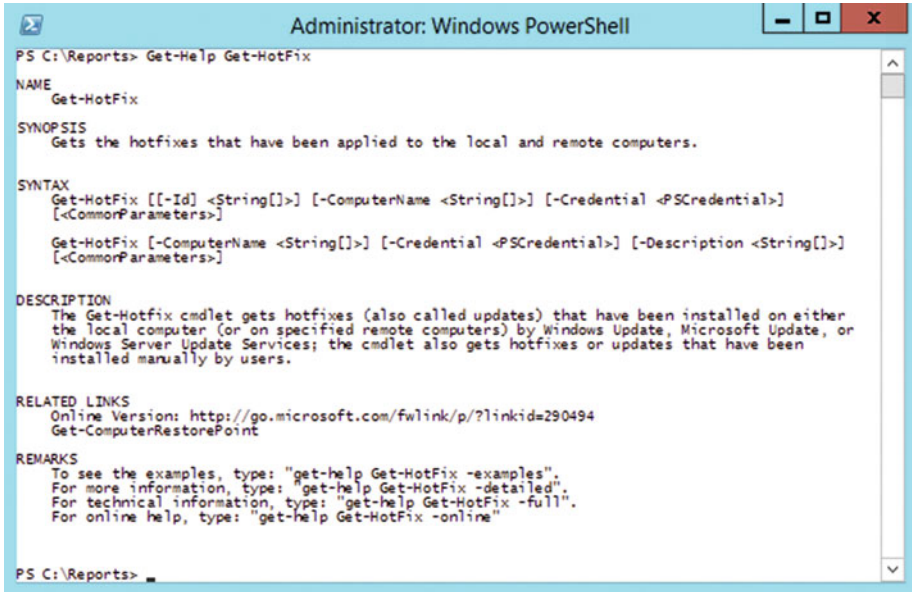 Administrator: Windows PowerShell
PS C:\Reports> Get-Help Get-HotFix
NAME
Get-HotFix
SYNOPSIS
Gets the hotfixes that have been applied to the local and remote computers.
SYNTAX
Get-HotFix [[-Id] <String[]>] [-ComputerName <String[]>] [-Credential <PSCredential>]
[<CommonParameters>]
Get-HotFix [-ComputerName <String[]>] [-Credential <PSCredential>] [-Description <String[]>]
[<CommonParameters>]
DESCRIPTION
The Get-Hotfix cmdlet gets hotfixes (also called updates) that have been installed on either
the local computer (or on specified remote computers) by Windows Update, Microsoft Update, or
Windows Server Update Services; the cmdlet also gets hotfixes or updates that have been
installed manually by users.
RELATED LINKS
Online Version: http://go.microsoft.com/fwlink/p/?linkid=290494
Get-ComputerRestorePoint
REMARKS
To see the examples, type: "get-help Get-HotFix -examples".
For more information, type: "get-help Get-HotFix -detailed".
For technical information, type: "get-help Get-HotFix -full".
For online help, type: "get-help Get-HotFix -online"
PS C:\Reports> _